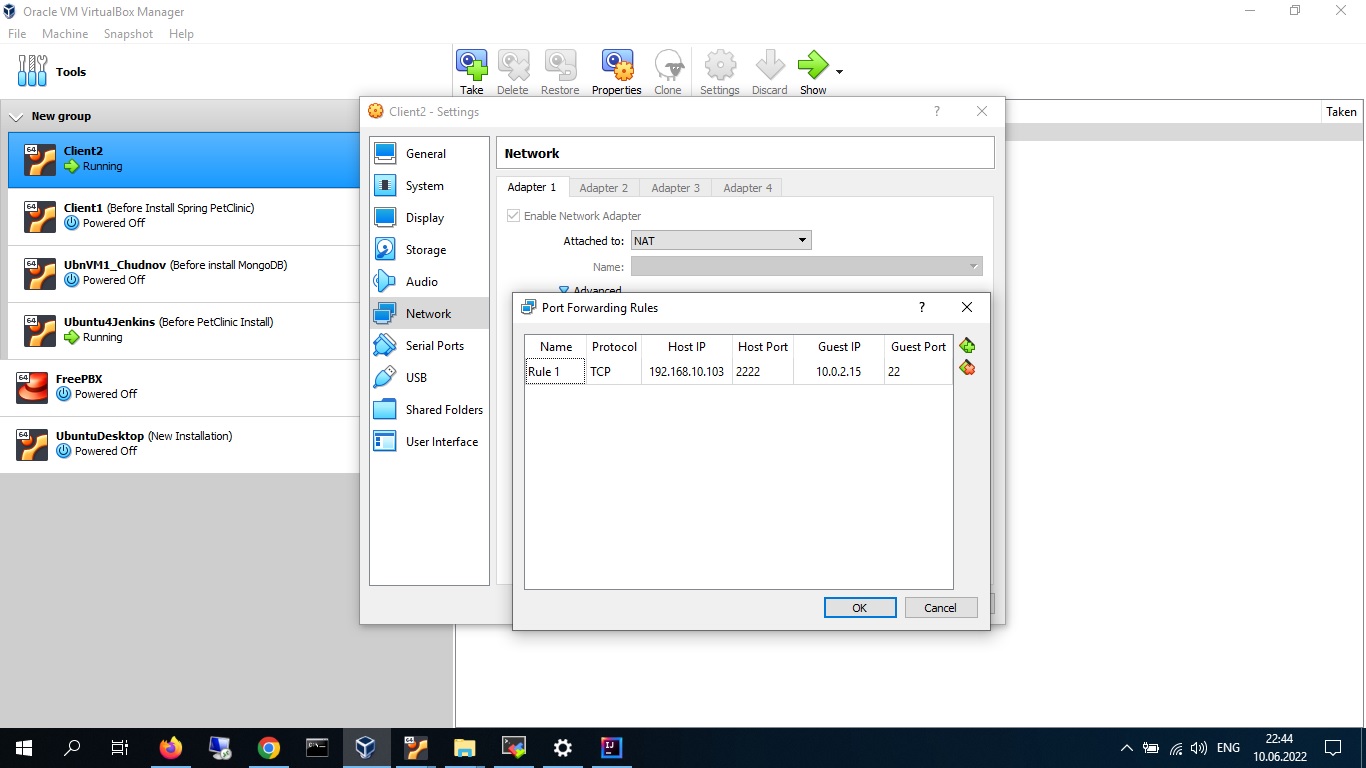 Oracle VM VirtualBox Manager
File Machine Snapshot Help
Tools
Take Delete Restore Properties Clone Settings Discard Show
New group
Taken
64 Client2
Running
64 Client1 (Before Install Spring PetClinic)
Powered Off
64 UbnVM1_Chudnov (Before install MongoDB)
Powered Off
64 Ubuntu4Jenkins (Before PetClinic Install)
Running
64 FreePBX
Powered Off
64 UbuntuDesktop (New Installation)
Powered Off
Client2 - Settings ?
General
System
Display
Storage
Audio
Network
Serial Ports
USB
Shared Folders
User Interface
Network
Adapter 1 Adapter 2 Adapter 3 Adapter 4
Enable Network Adapter
Attached to: NAT
Name:
Advanced
Port Forwarding Rules ?
Name Protocol Host IP Host Port Guest IP Guest Port
Rule 1 TCP 192.168.10.103 2222 10.0.2.15 22
OK Cancel
IJ
ENG
22:44
10.06.2022